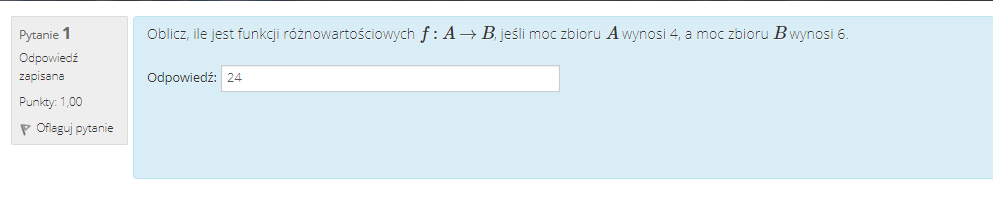 Pytanie 1
Odpowiedź
zapisana
Punkty: 1,00
Oflaguj pytanie
Oblicz, ile jest funkcji różnowartościowych f : A → B, jeśli moc zbioru A wynosi 4, a moc zbioru B wynosi 6.
Odpowiedź: 24